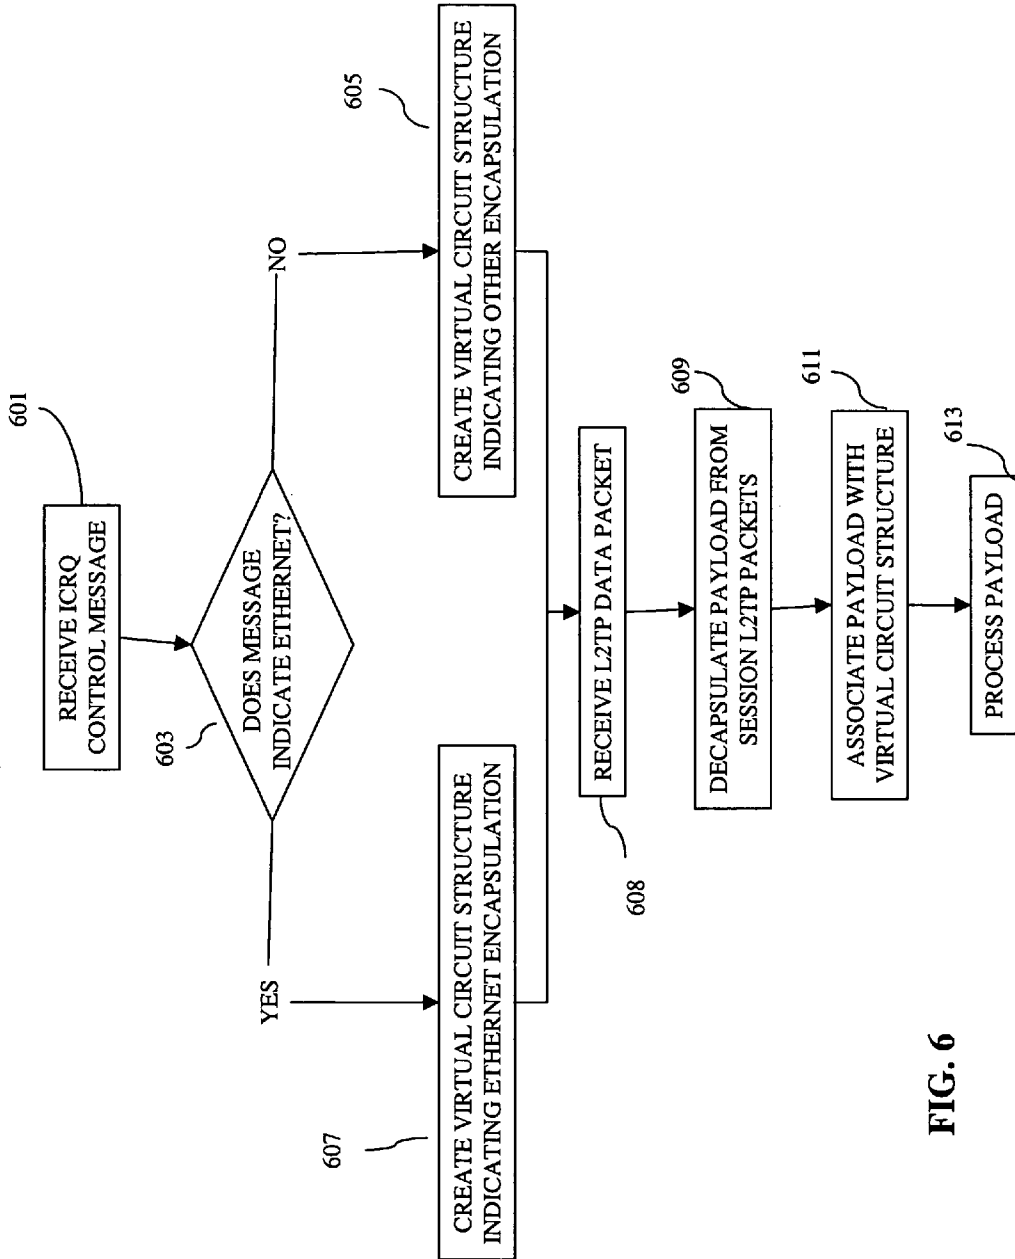 601
RECEIVE ICRQ
CONTROL MESSAGE
603
DOES MESSAGE
INDICATE ETHERNET?
YES
NO
607
CREATE VIRTUAL CIRCUIT STRUCTURE
INDICATING ETHERNET ENCAPSULATION
605
CREATE VIRTUAL CIRCUIT STRUCTURE
INDICATING OTHER ENCAPSULATION
608
RECEIVE L2TP DATA PACKET
609
DECAPSULATE PAYLOAD FROM
SESSION L2TP PACKETS
611
ASSOCIATE PAYLOAD WITH
VIRTUAL CIRCUIT STRUCTURE
613
PROCESS PAYLOAD
FIG. 6